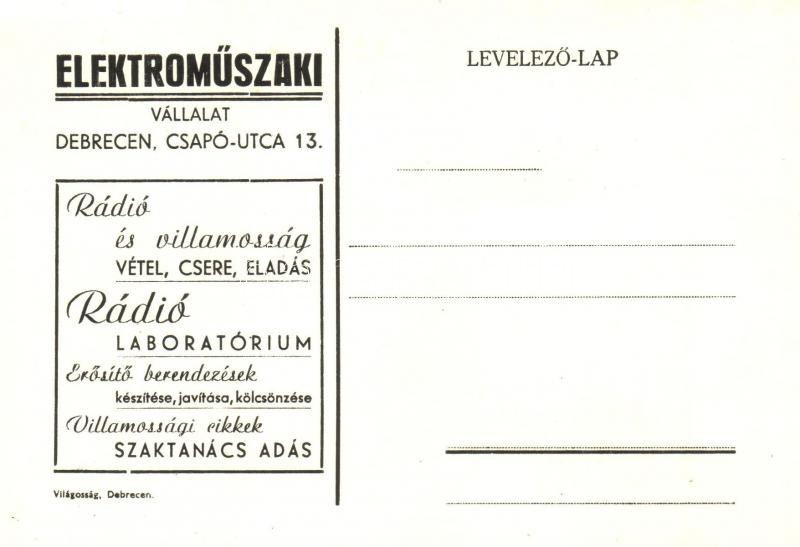 ELEKTROMŰSZAKI
VÁLLALAT
DEBRECEN, CSAPÓ-UTCA 13.
Rádió
és villamosság
VÉTEL, CSERE, ELADÁS
Rádió
LABORATÓRIUM
Erősítő berendezések
készítése, javítása, kölcsönzése
Villamossági cikkek
SZAKTANÁCS ADÁS
Világosság, Debrecen.
LEVELEZŐ-LAP